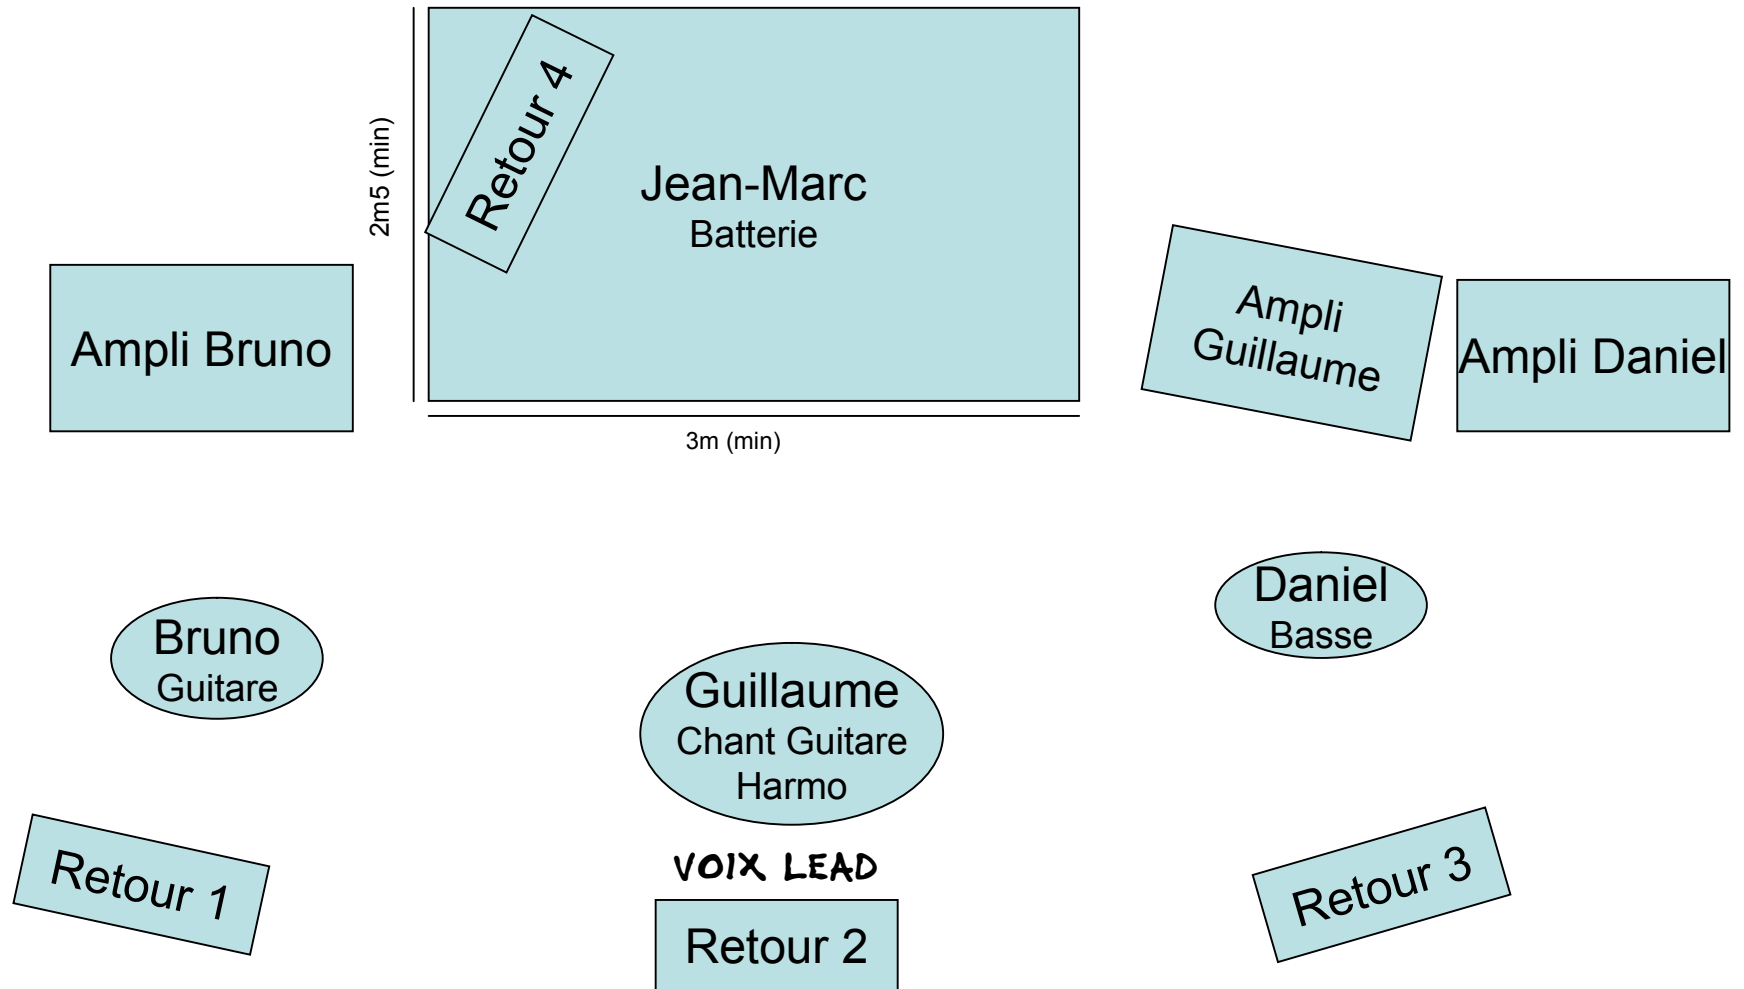 Retour 4
2m5 (min)
Jean-Marc
Batterie
3m (min)
Ampli Bruno
Ampli
Guillaume
Ampli Daniel
Bruno
Guitare
Guillaume
Chant Guitare
Harmo
Daniel
Basse
VOIX LEAD
Retour 1
Retour 2
Retour 3